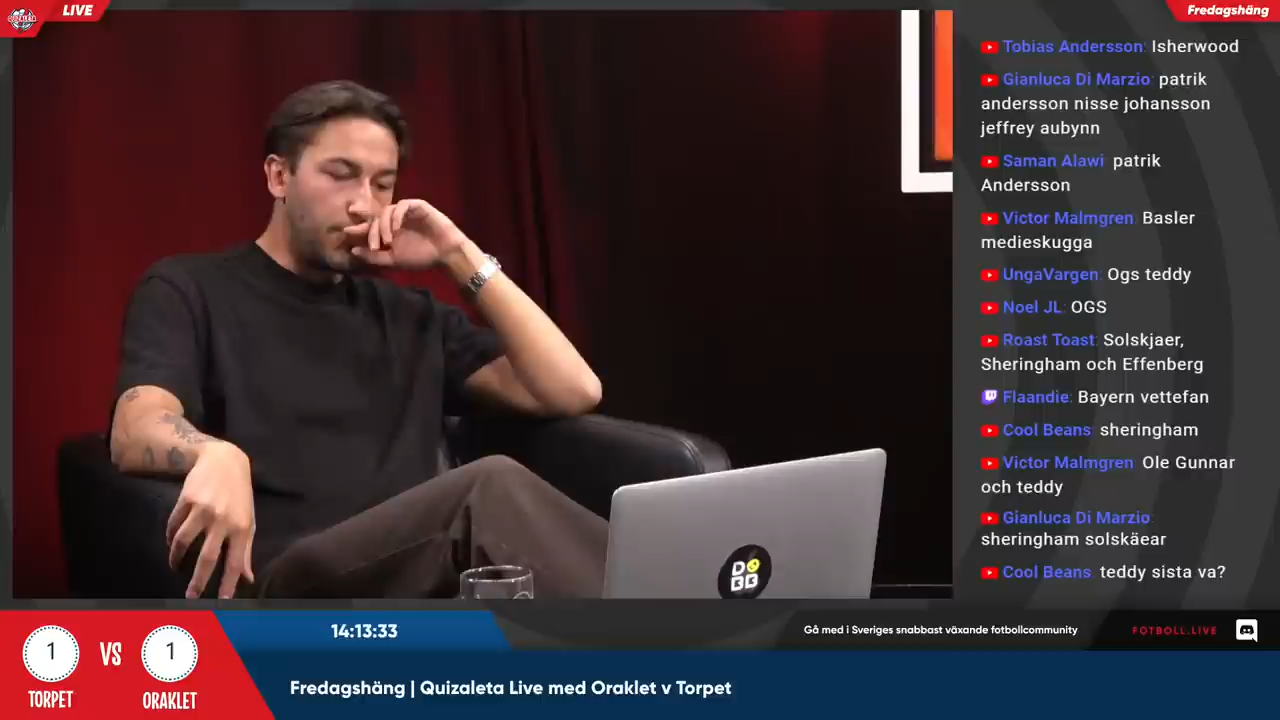 QUIZALETA
LIVE
Fredagshäng
Tobias Andersson: Isherwood
Gianluca Di Marzio: patrik
andersson nisse johansson
jeffrey aubynn
Saman Alawi: patrik
Andersson
Victor Malmgren: Basler
medieskugga
UngaVargen: Ogs teddy
Noel JL: OGS
Roast Toast: Solskjaer,
Sheringham och Effenberg
Flaandie: Bayern vettefan
Cool Beans: sheringham
Victor Malmgren: Ole Gunnar
och teddy
Gianluca Di Marzio:
sheringham solskäear
Cool Beans: teddy sista va?
D
BB
1 VS 1
TORPET ORAKLET
14:13:33
Gå med i Sveriges snabbast växande fotbollcommunity
FOTBOLL.LIVE
Fredagshäng | Quizaleta Live med Oraklet v Torpet